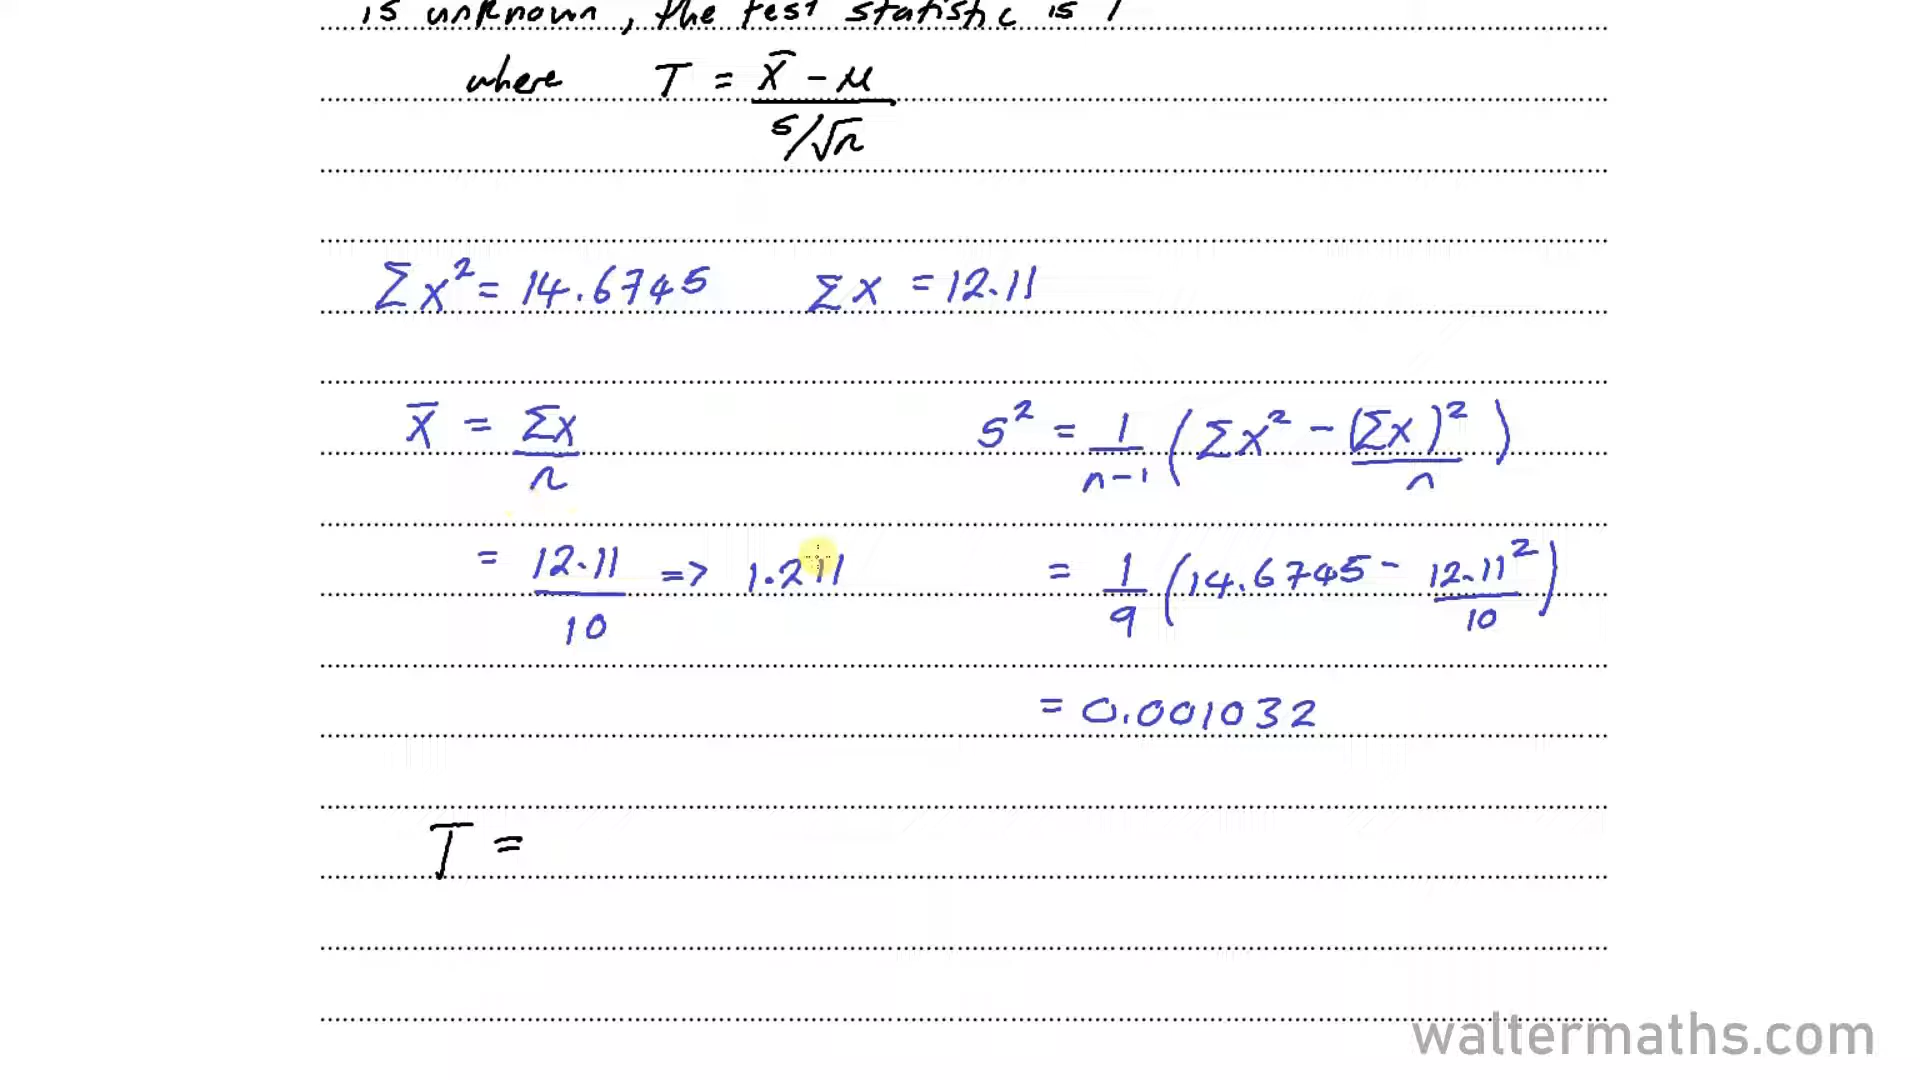 is unknown, the test statistic is T
where T = x̄ - μ / s/√n
Σx² = 14.6745 Σx = 12.11
x̄ = Σx / n
s² = 1/n-1 ( Σx² - (Σx)² / n )
= 12.11 / 10 => 1.211
= 1/9 ( 14.6745 - 12.11² / 10 )
= 0.001032
T =
waltermaths.com